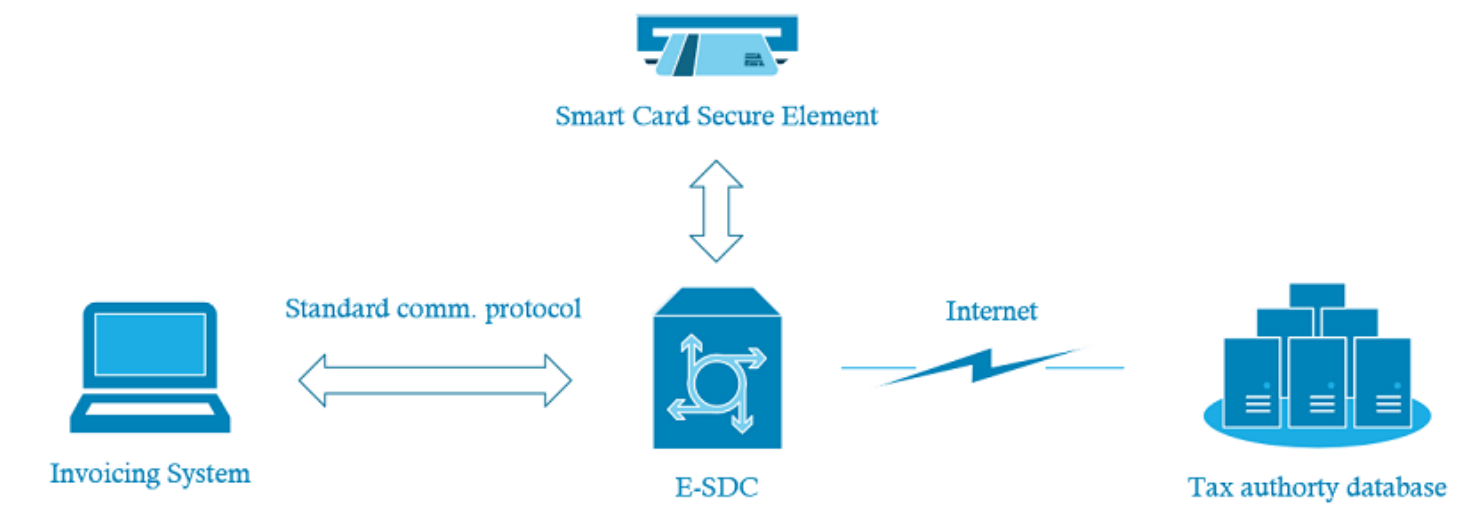 Smart Card Secure Element
Standard comm. protocol
Internet
Invoicing System
E-SDC
Tax authorty database